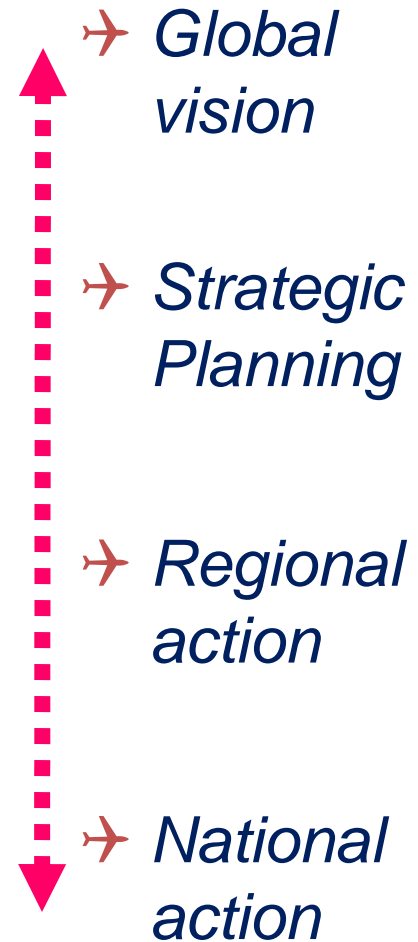 Global
vision
Strategic
Planning
Regional
action
National
action